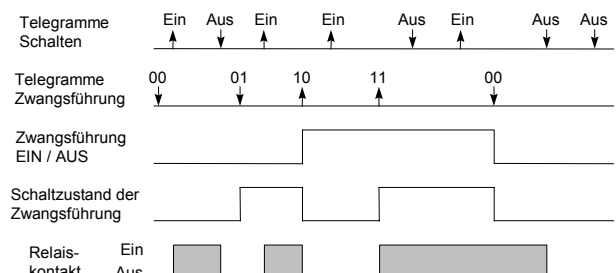 Telegramme Schalten
Ein Aus Ein Ein Aus Ein Aus Aus
Telegramme Zwangsführung
00 01 10 11 00
Zwangsführung EIN / AUS
Schaltzustand der Zwangsführung
Relais-kontakt
Ein
Aus